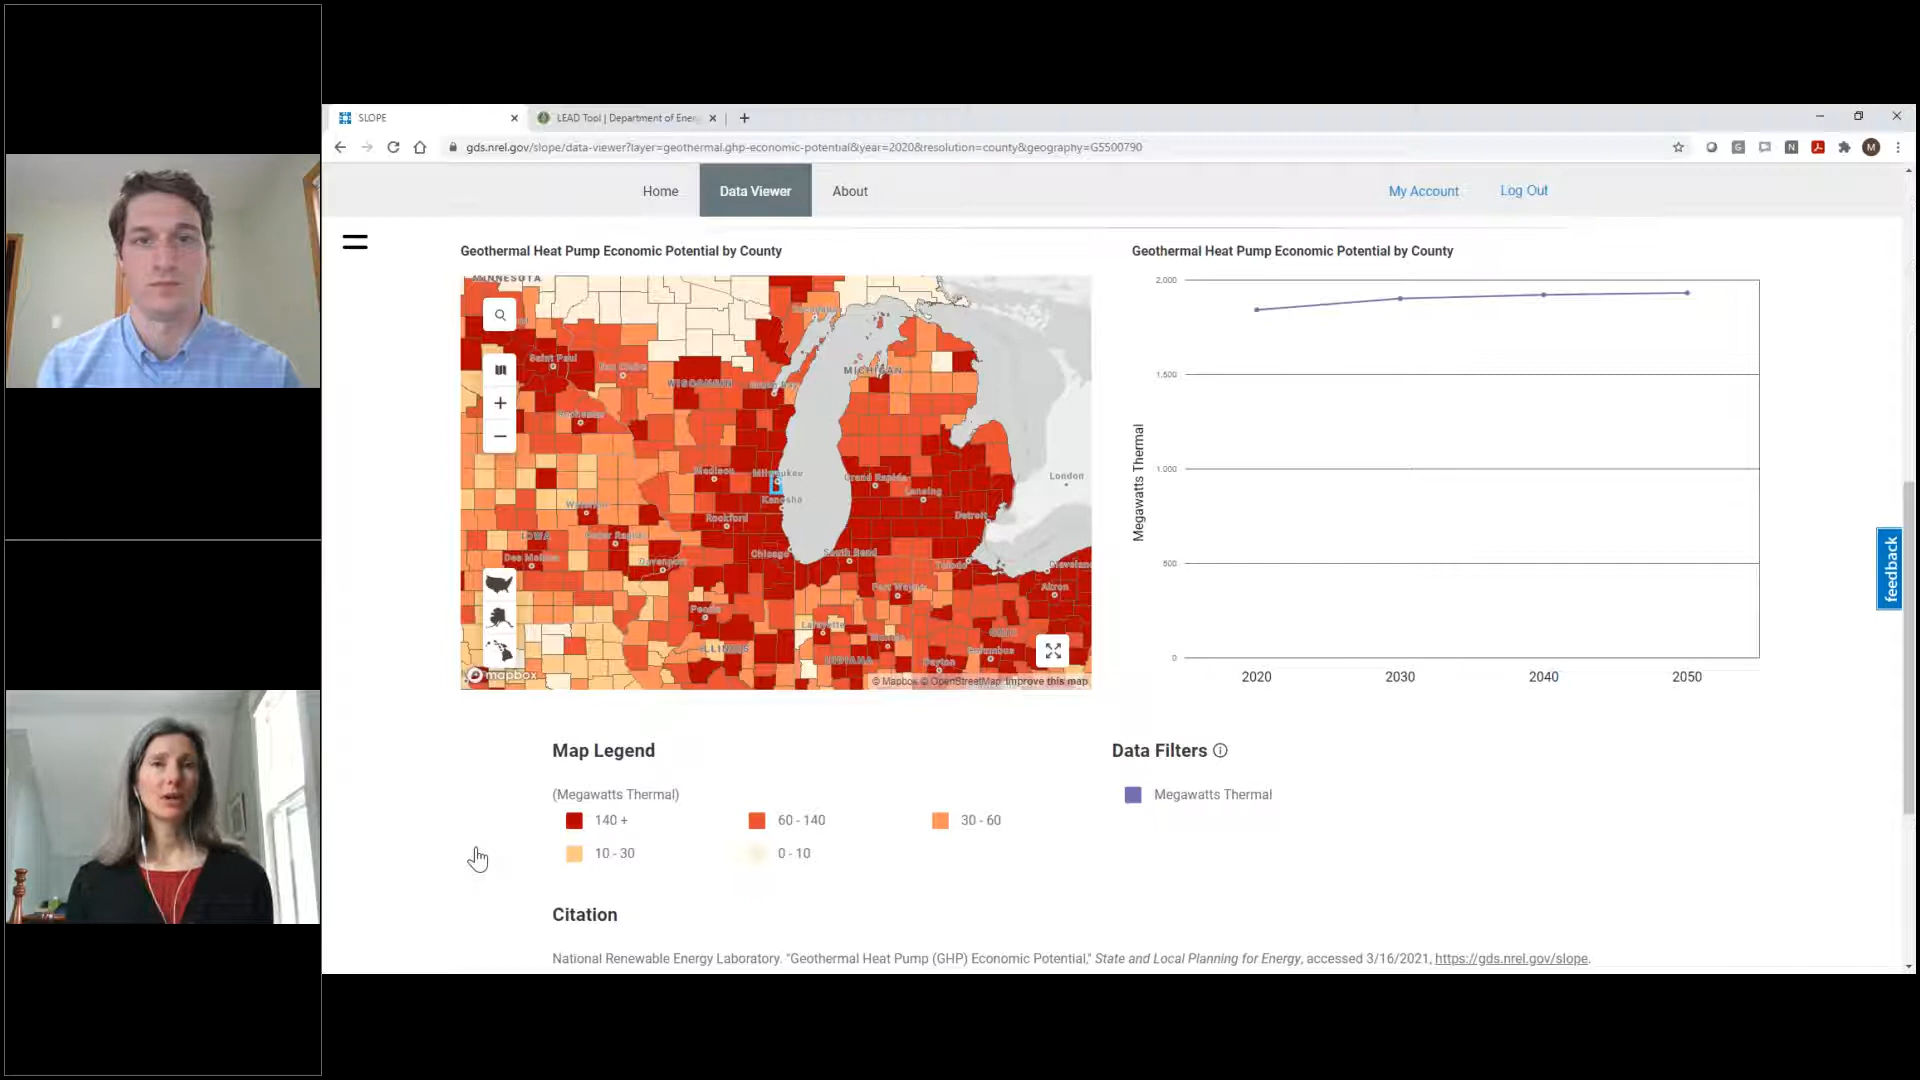 SLOPE
LEAD Tool | Department of Ener
gds.nrel.gov/slope/data-viewer?layer=geothermal.ghp-economic-potential&year=2020&resolution=county&geography=G5500790
M
Home
Data Viewer
About
My Account
Log Out
Geothermal Heat Pump Economic Potential by County
MINNESOTA
Saint Paul
Eau Claire
WISCONSIN
Green Bay
MICHIGAN
Rochester
Madison
Milwaukee
Kenosha
Grand Rapids
Lansing
London
Waterloo
Rockford
Detroit
IOWA
Cedar Rapids
Chicago
South Bend
Toledo
Cleveland
Des Moines
Davenport
Fort Wayne
Akron
Peoria
Lafayette
Muncie
OHIO
ILLINOIS
INDIANA
Dayton
Columbus
mapbox
© Mapbox © OpenStreetMap Improve this map
Geothermal Heat Pump Economic Potential by County
Megawatts Thermal
2,000
1,500
1,000
500
0
2020
2030
2040
2050
feedback
Map Legend
(Megawatts Thermal)
140 +
60 - 140
30 - 60
10 - 30
0 - 10
Data Filters
Megawatts Thermal
Citation
National Renewable Energy Laboratory. "Geothermal Heat Pump (GHP) Economic Potential," State and Local Planning for Energy, accessed 3/16/2021, https://gds.nrel.gov/slope.